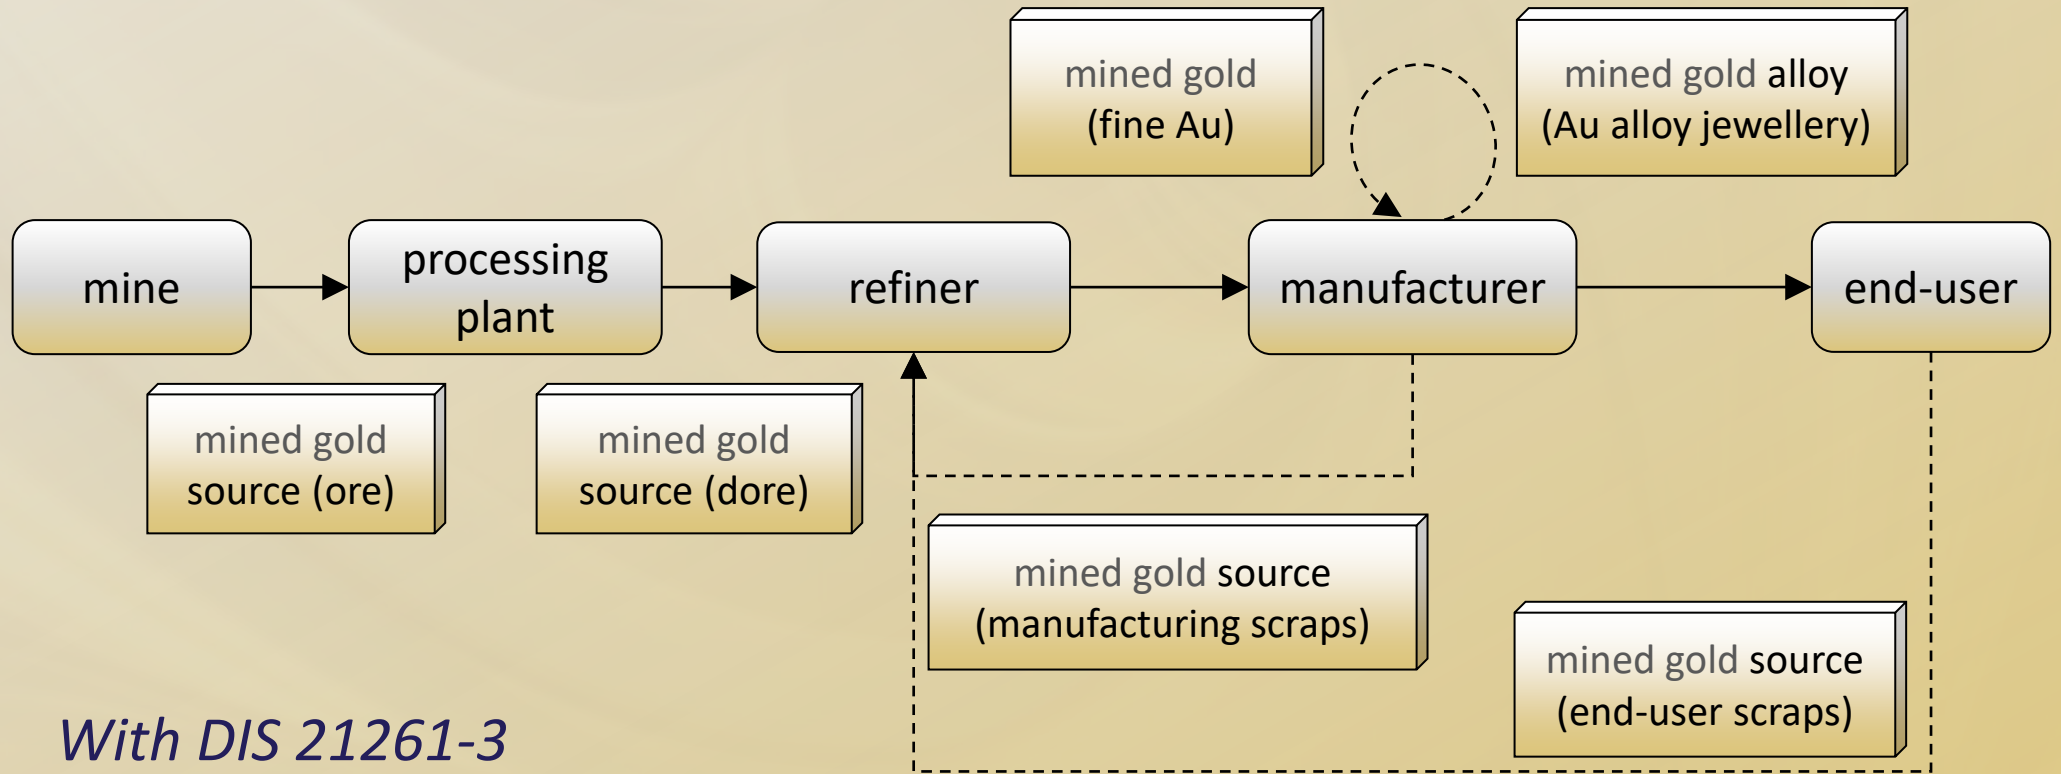 mined gold
(fine Au)
mined gold alloy
(Au alloy jewellery)
mine
processing
plant
refiner
manufacturer
end-user
mined gold
source (ore)
mined gold
source (dore)
mined gold source
(manufacturing scraps)
mined gold source
(end-user scraps)
With DIS 21261-3